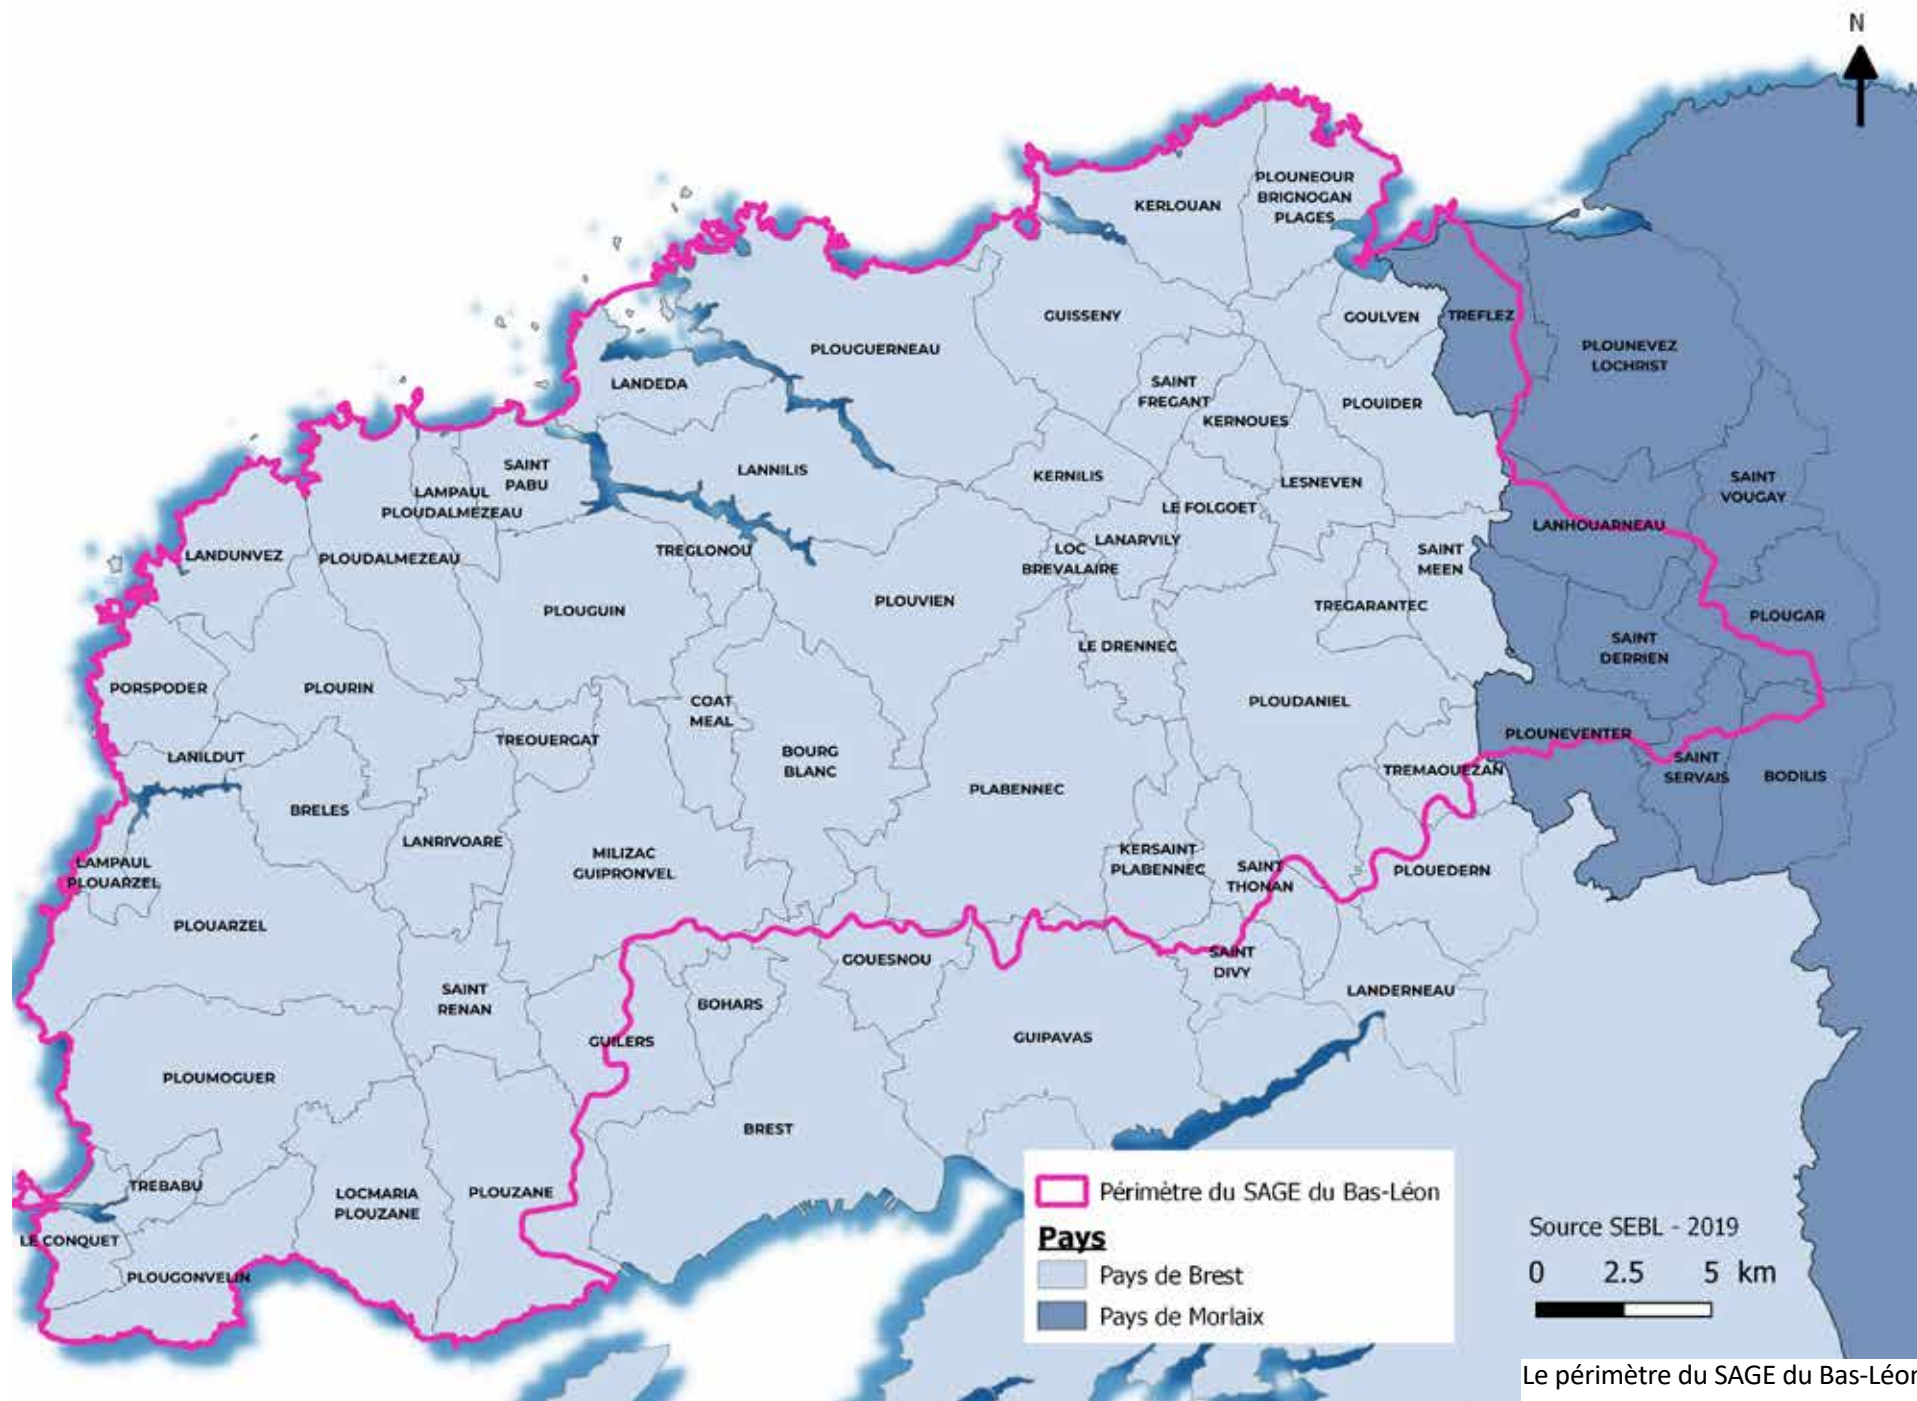 N
PLOUNEOUR
BRIGNOGAN
PLAGES
KERLOUAN
GUISSENY
GOULVEN
TREFLEZ
PLOUGUERNEAU
PLOUNEVEZ
LOCHRIST
LANDEDA
SAINT
FREGANT
KERNOUES
PLOUIDER
SAINT
PABU
LANNILIS
KERNILIS
LESNEVEN
SAINT
VOUGAY
LAMPAUL
PLOUDALMEZEAU
LE FOLGOET
LANHOUARNEAU
LANDUNVEZ
PLOUDALMEZEAU
TREGLONOU
LOC
BREVALAIRE
LANARVILY
SAINT
MEEN
PLOUGUIN
PLOUVIEN
TREGARANTEC
PLOUGAR
LE DRENNEC
SAINT
DERRIEN
PORSPODER
PLOURIN
COAT
MEAL
PLOUDANIEL
LANILDUT
TREOUERGAT
BOURG
BLANC
PLOUNEVENTER
TREMAOUEZAN
SAINT
SERVAIS
BODILIS
BRELES
PLABENNEC
LANRIVOARE
LAMPAUL
PLOUARZEL
MILIZAC
GUIPRONVEL
KERSAINT
PLABENNEC
SAINT
THONAN
PLOUEDERN
PLOUARZEL
GOUESNOU
SAINT
DIVY
SAINT
RENAN
BOHARS
LANDERNEAU
GUILERS
GUIPAVAS
PLOUMOGUER
BREST
TREBABU
LOCMARIA
PLOUZANE
PLOUZANE
LE CONQUET
PLOUGONVELIN
Périmètre du SAGE du Bas-Léon
Pays
Pays de Brest
Pays de Morlaix
Source SEBL - 2019
0 2.5 5 km
Le périmètre du SAGE du Bas-Léon